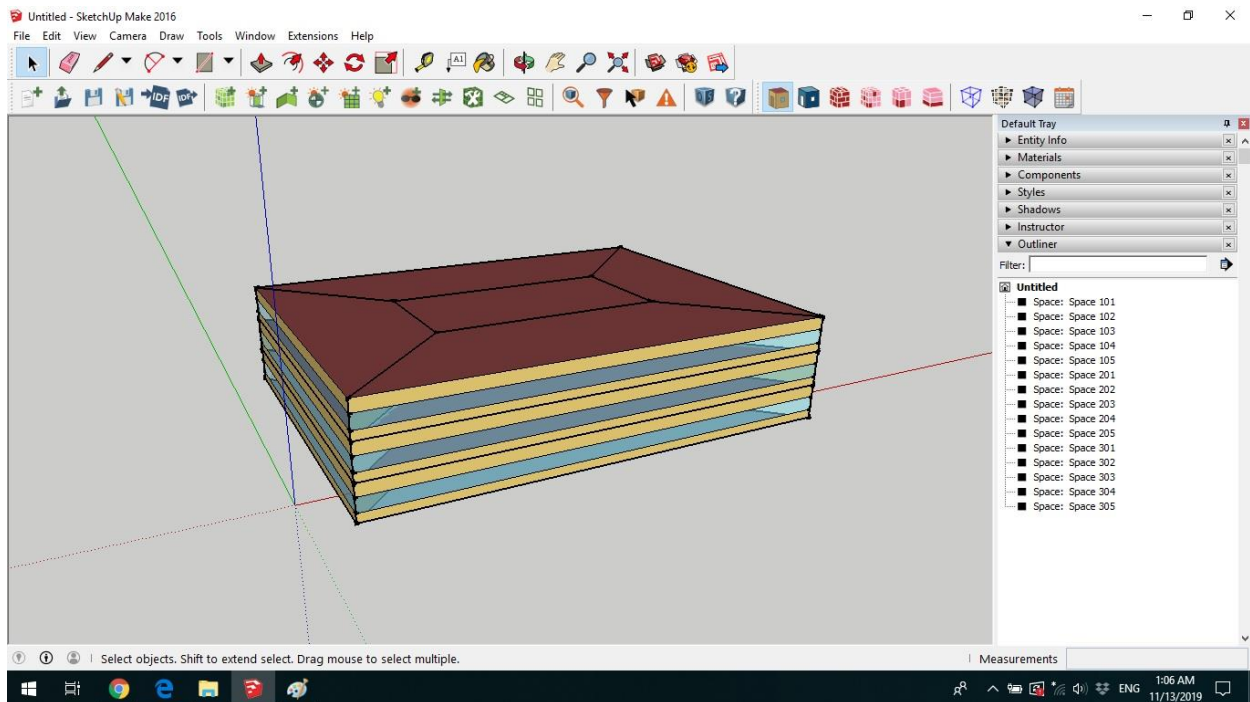 Untitled - SketchUp Make 2016
File Edit View Camera Draw Tools Window Extensions Help
A1
IDF IDF
Default Tray
Entity Info
Materials
Components
Styles
Shadows
Instructor
Outliner
Filter:
Untitled
Space: Space 101
Space: Space 102
Space: Space 103
Space: Space 104
Space: Space 105
Space: Space 201
Space: Space 202
Space: Space 203
Space: Space 204
Space: Space 205
Space: Space 301
Space: Space 302
Space: Space 303
Space: Space 304
Space: Space 305
Select objects. Shift to extend select. Drag mouse to select multiple.
Measurements
ENG
1:06 AM
11/13/2019